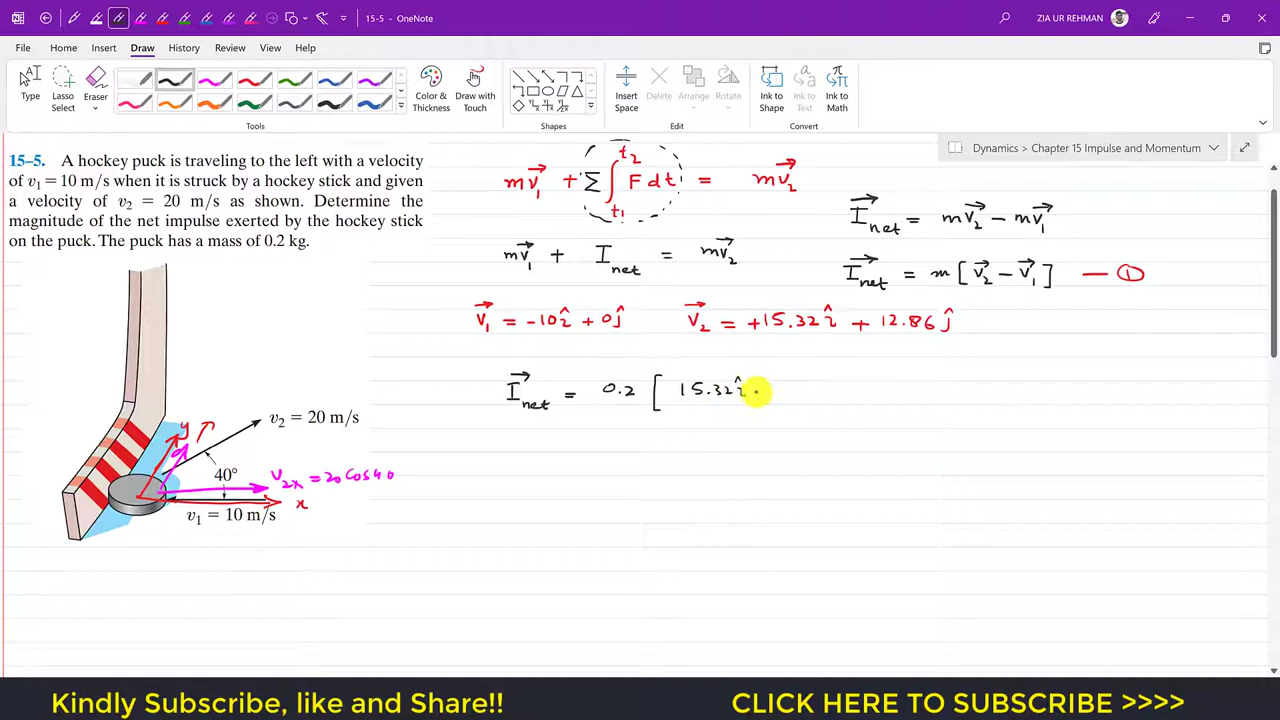 15-5 - OneNote
ZIA UR REHMAN
File Home Insert Draw History Review View Help
Type
Lasso Select
Eraser
Color & Thickness
Draw with Touch
Insert Space
Delete
Arrange
Rotate
Ink to Shape
Ink to Text
Ink to Math
Tools
Shapes
Edit
Convert
Dynamics > Chapter 15 Impulse and Momentum
15–5. A hockey puck is traveling to the left with a velocity
of v₁ = 10 m/s when it is struck by a hockey stick and given
a velocity of v₂ = 20 m/s as shown. Determine the
magnitude of the net impulse exerted by the hockey stick
on the puck. The puck has a mass of 0.2 kg.
v₂ = 20 m/s
y
40°
V₂ₓ = 20 Cos40
x
v₁ = 10 m/s
mv⃗₁ + Σ ∫ₜ₁ᵗ² F dt = mv⃗₂
mv⃗₁ + I net = mv⃗₂
I⃗ net = mv⃗₂ − mv⃗₁
I⃗ net = m [ v⃗₂ − v⃗₁ ] — ①
v⃗₁ = -10î + 0ĵ v⃗₂ = +15.32î + 12.86ĵ
I⃗ net = 0.2 [ 15.32î
Kindly Subscribe, like and Share!!
CLICK HERE TO SUBSCRIBE >>>>